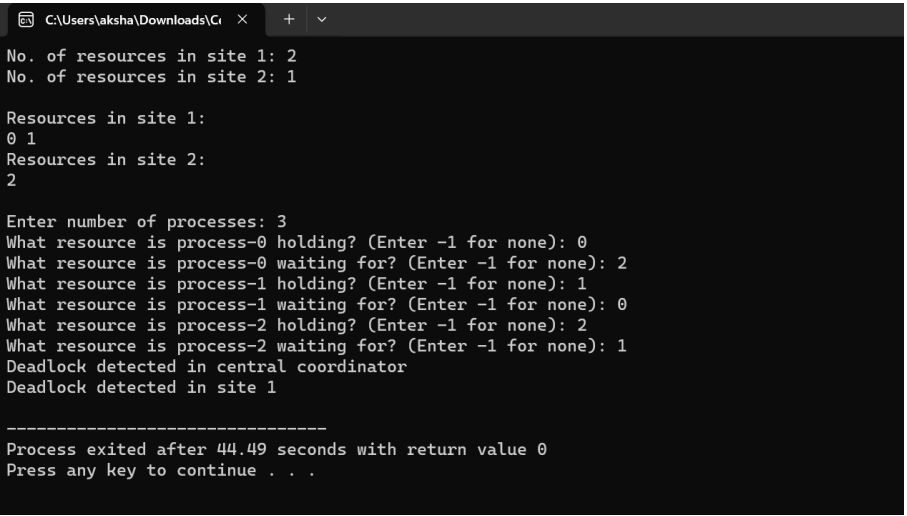 C:\Users\aksha\Downloads\C
No. of resources in site 1: 2
No. of resources in site 2: 1
Resources in site 1:
0 1
Resources in site 2:
2
Enter number of processes: 3
What resource is process-0 holding? (Enter -1 for none): 0
What resource is process-0 waiting for? (Enter -1 for none): 2
What resource is process-1 holding? (Enter -1 for none): 1
What resource is process-1 waiting for? (Enter -1 for none): 0
What resource is process-2 holding? (Enter -1 for none): 2
What resource is process-2 waiting for? (Enter -1 for none): 1
Deadlock detected in central coordinator
Deadlock detected in site 1
--------------------------------
Process exited after 44.49 seconds with return value 0
Press any key to continue . . .